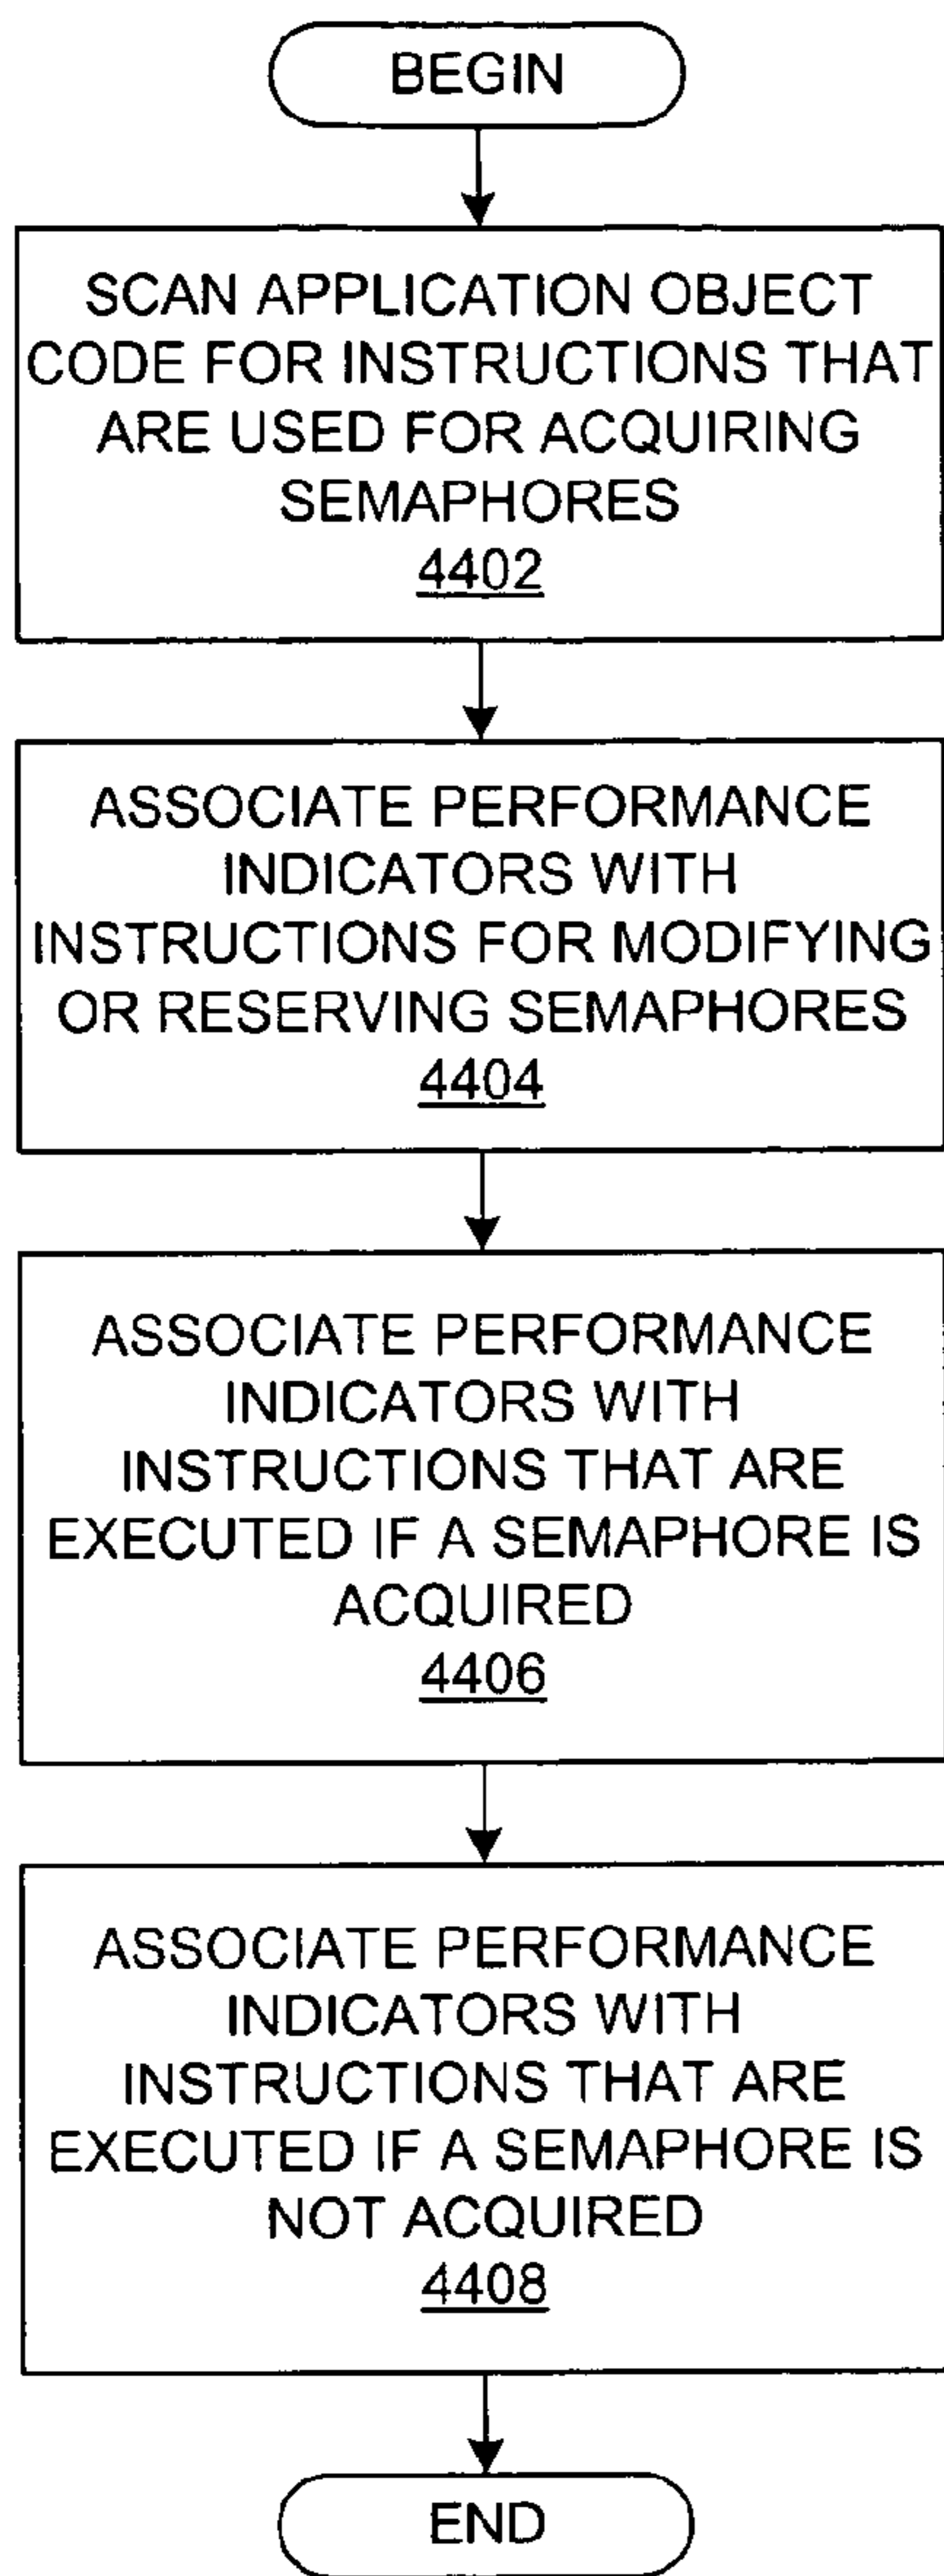 BEGIN
SCAN APPLICATION OBJECT
CODE FOR INSTRUCTIONS THAT
ARE USED FOR ACQUIRING
SEMAPHORES
4402
ASSOCIATE PERFORMANCE
INDICATORS WITH
INSTRUCTIONS FOR MODIFYING
OR RESERVING SEMAPHORES
4404
ASSOCIATE PERFORMANCE
INDICATORS WITH
INSTRUCTIONS THAT ARE
EXECUTED IF A SEMAPHORE IS
ACQUIRED
4406
ASSOCIATE PERFORMANCE
INDICATORS WITH
INSTRUCTIONS THAT ARE
EXECUTED IF A SEMAPHORE IS
NOT ACQUIRED
4408
END